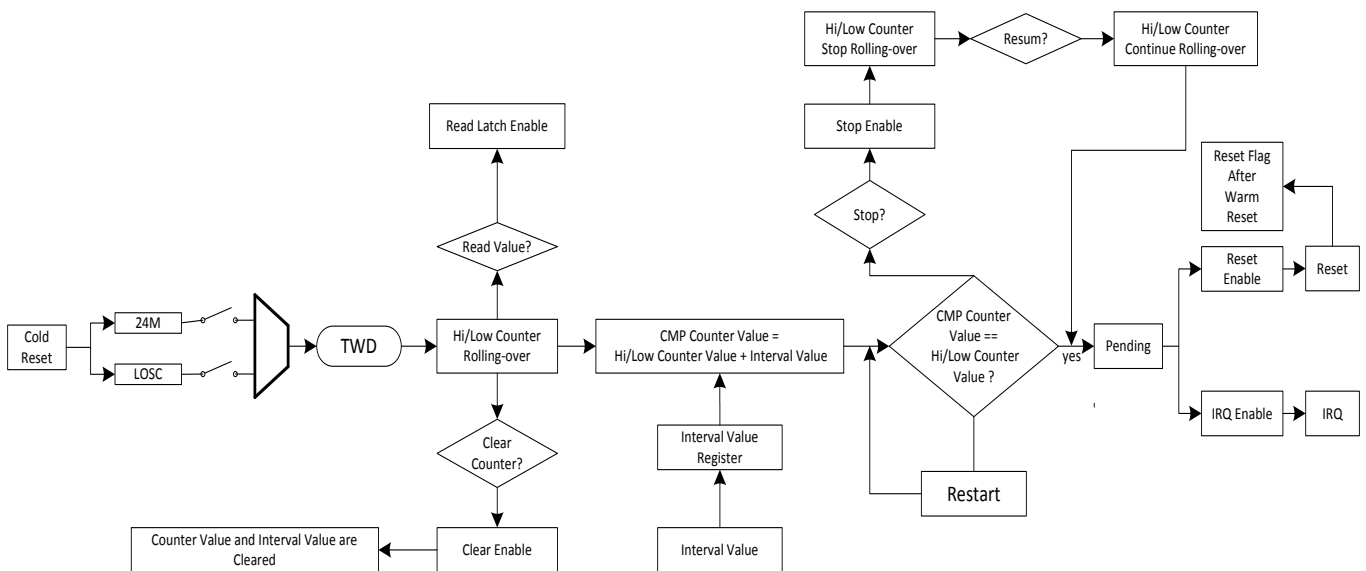 Hi/Low Counter
Stop Rolling-over
Resum?
Hi/Low Counter
Continue Rolling-over
Read Latch Enable
Stop Enable
Reset Flag
After
Warm
Reset
Stop?
Read Value?
Reset
Enable
Reset
Cold
Reset
24M
LOSC
TWD
Hi/Low Counter
Rolling-over
CMP Counter Value =
Hi/Low Counter Value + Interval Value
CMP Counter
Value ==
Hi/Low Counter
Value ?
yes
Pending
IRQ Enable
IRQ
Clear
Counter?
Interval Value
Register
Restart
Counter Value and Interval Value are
Cleared
Clear Enable
Interval Value